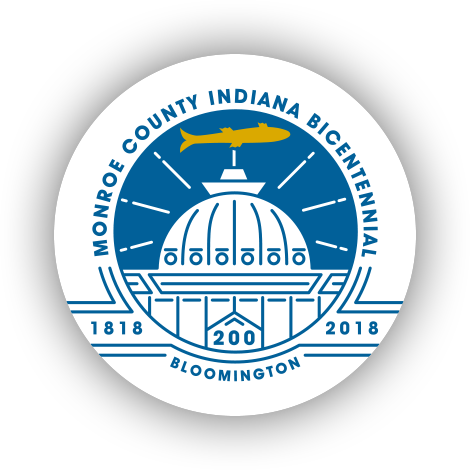 MONROE COUNTY INDIANA BICENTENNIAL
1818
200
2018
BLOOMINGTON